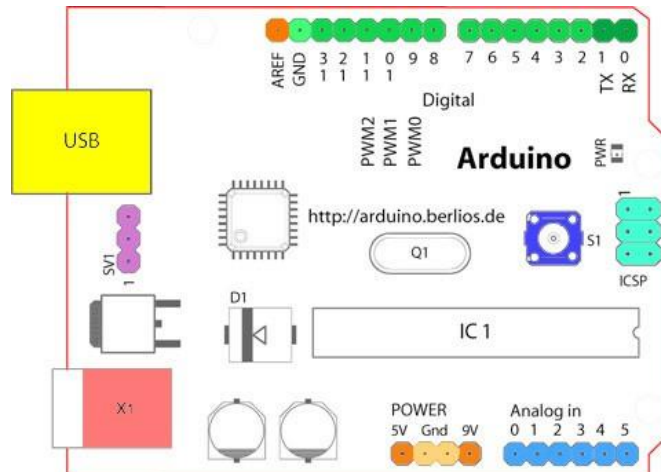 AREF
GND
13
12
11
10
9
8
7
6
5
4
3
2
1
0
TX
RX
Digital
PWM2
PWM1
PWM0
Arduino
PWR
USB
http://arduino.berlios.de
1
SV1
1
Q1
S1
ICSP
D1
IC 1
X1
POWER
5V Gnd 9V
Analog in
0 1 2 3 4 5